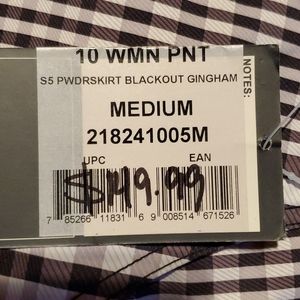 10 WMN PNT
S5 PWDRSKIRT BLACKOUT GINGHAM
NOTES:
MEDIUM
218241005M
UPC EAN
$149.99
7 85266 11831 6 9 008514 671526